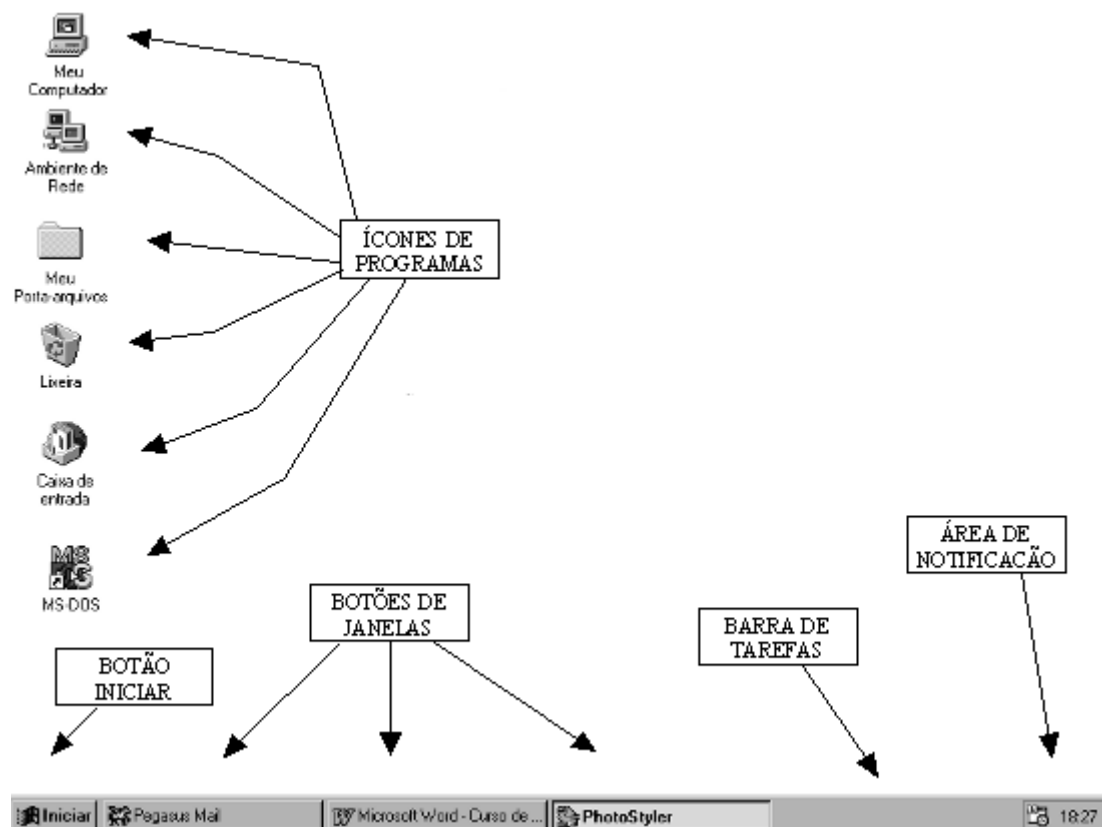 Meu
Computador
Ambiente de
Rede
Meu
Porta-arquivos
Lixeira
Caixa de
entrada
MS-DOS
ÍCONES DE
PROGRAMAS
ÁREA DE
NOTIFICACÃO
BOTÕES DE
JANELAS
BARRA DE
TAREFAS
BOTÃO
INICIAR
Iniciar
Pegasus Mail
Microsoft Word - Curso de ...
PhotoStyler
18:27